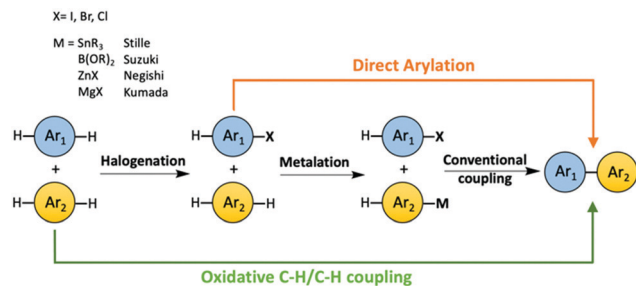 X= I, Br, Cl
M = SnR3 Stille
B(OR)2 Suzuki
ZnX Negishi
MgX Kumada
Direct Arylation
H Ar1 H
+
H Ar2 H
Halogenation
H Ar1 X
+
H Ar2 H
Metalation
H Ar1 X
+
H Ar2 M
Conventional
coupling
Ar1 Ar2
Oxidative C-H/C-H coupling